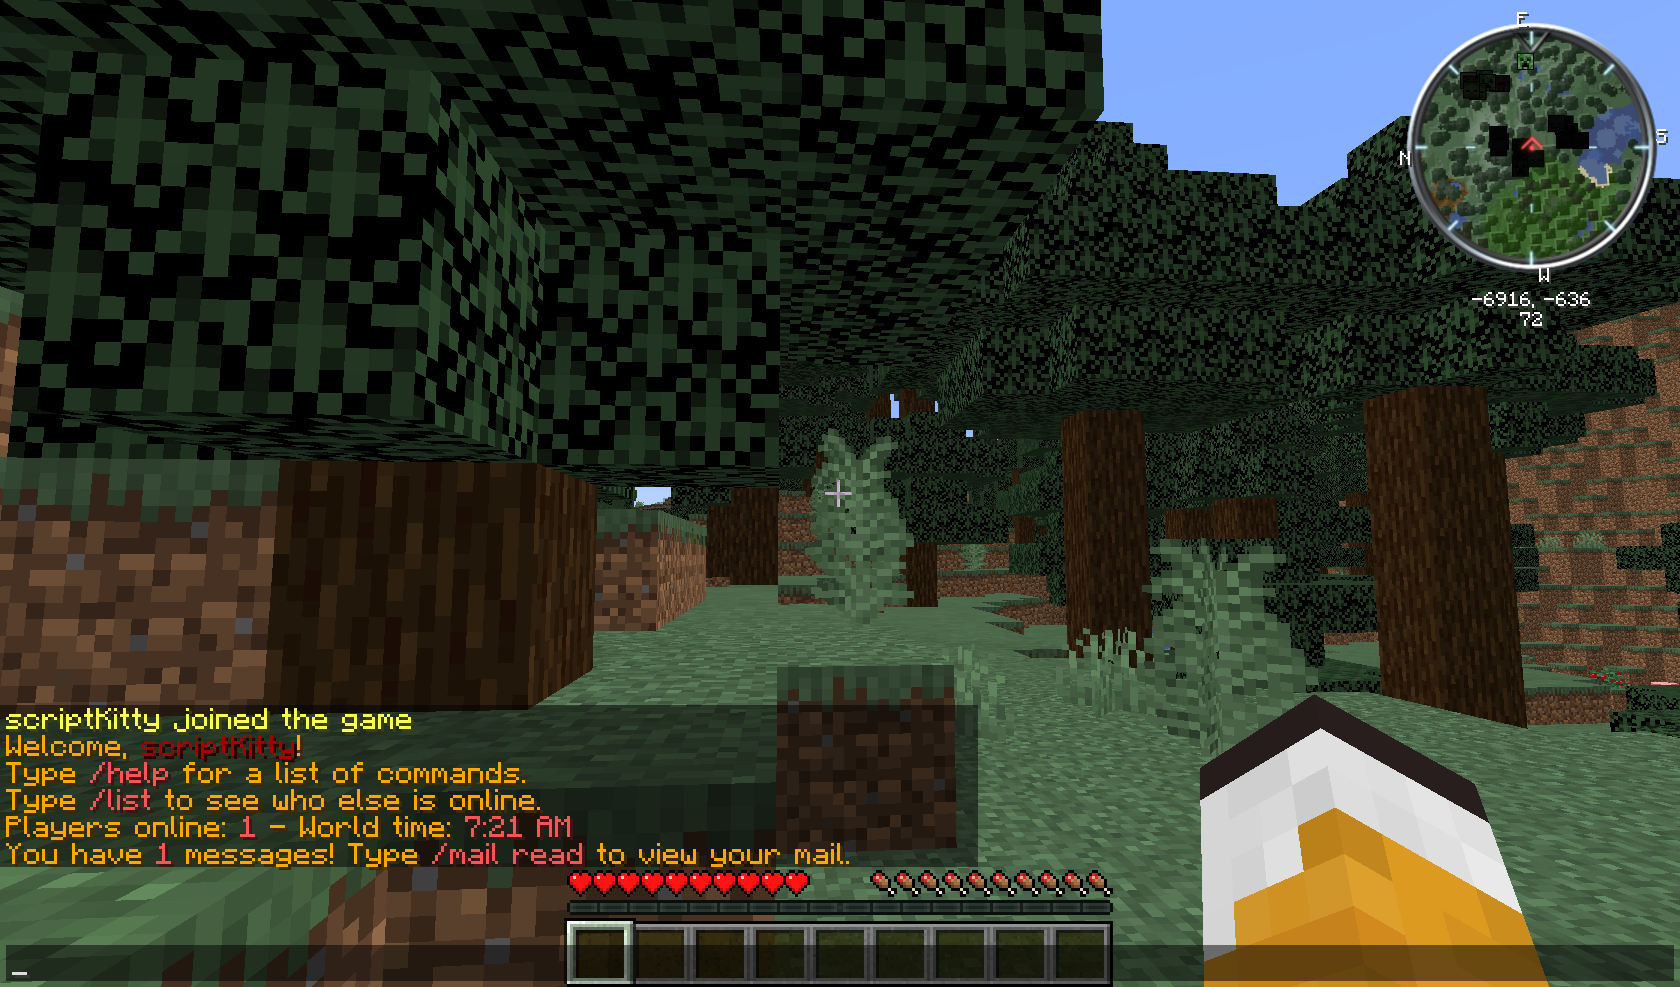 E
S
N
W
-6916, -636
72
scriptKitty joined the game
Welcome, scriptKitty!
Type /help for a list of commands.
Type /list to see who else is online.
Players online: 1 - World time: 7:21 AM
You have 1 messages! Type /mail read to view your mail.
_